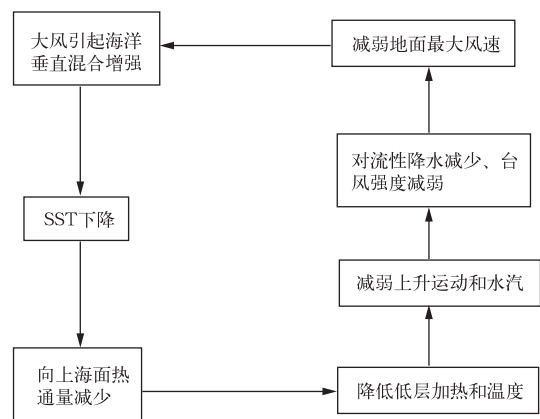 大风引起海洋
垂直混合增强
SST下降
向上海面热
通量减少
降低低层加热和温度
减弱上升运动和水汽
对流性降水减少、台
风强度减弱
减弱地面最大风速